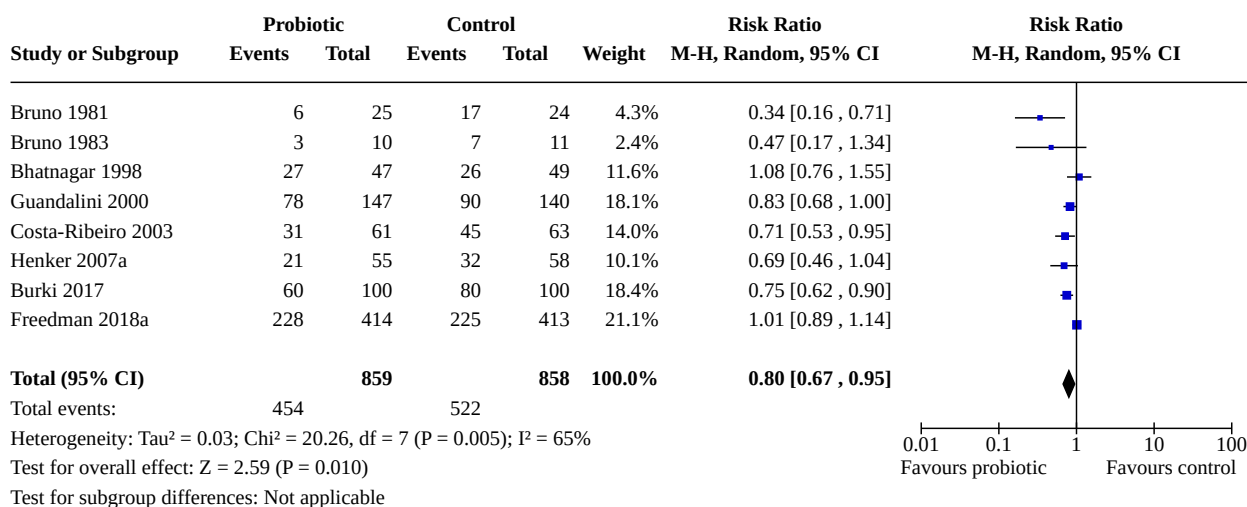 Probiotic Control Risk Ratio Risk Ratio
Study or Subgroup Events Total Events Total Weight M-H, Random, 95% CI M-H, Random, 95% CI
Bruno 1981 6 25 17 24 4.3% 0.34 [0.16 , 0.71]
Bruno 1983 3 10 7 11 2.4% 0.47 [0.17 , 1.34]
Bhatnagar 1998 27 47 26 49 11.6% 1.08 [0.76 , 1.55]
Guandalini 2000 78 147 90 140 18.1% 0.83 [0.68 , 1.00]
Costa-Ribeiro 2003 31 61 45 63 14.0% 0.71 [0.53 , 0.95]
Henker 2007a 21 55 32 58 10.1% 0.69 [0.46 , 1.04]
Burki 2017 60 100 80 100 18.4% 0.75 [0.62 , 0.90]
Freedman 2018a 228 414 225 413 21.1% 1.01 [0.89 , 1.14]
Total (95% CI) 859 858 100.0% 0.80 [0.67 , 0.95]
Total events: 454 522
Heterogeneity: Tau² = 0.03; Chi² = 20.26, df = 7 (P = 0.005); I² = 65%
0.01 0.1 1 10 100
Test for overall effect: Z = 2.59 (P = 0.010)
Favours probiotic Favours control
Test for subgroup differences: Not applicable